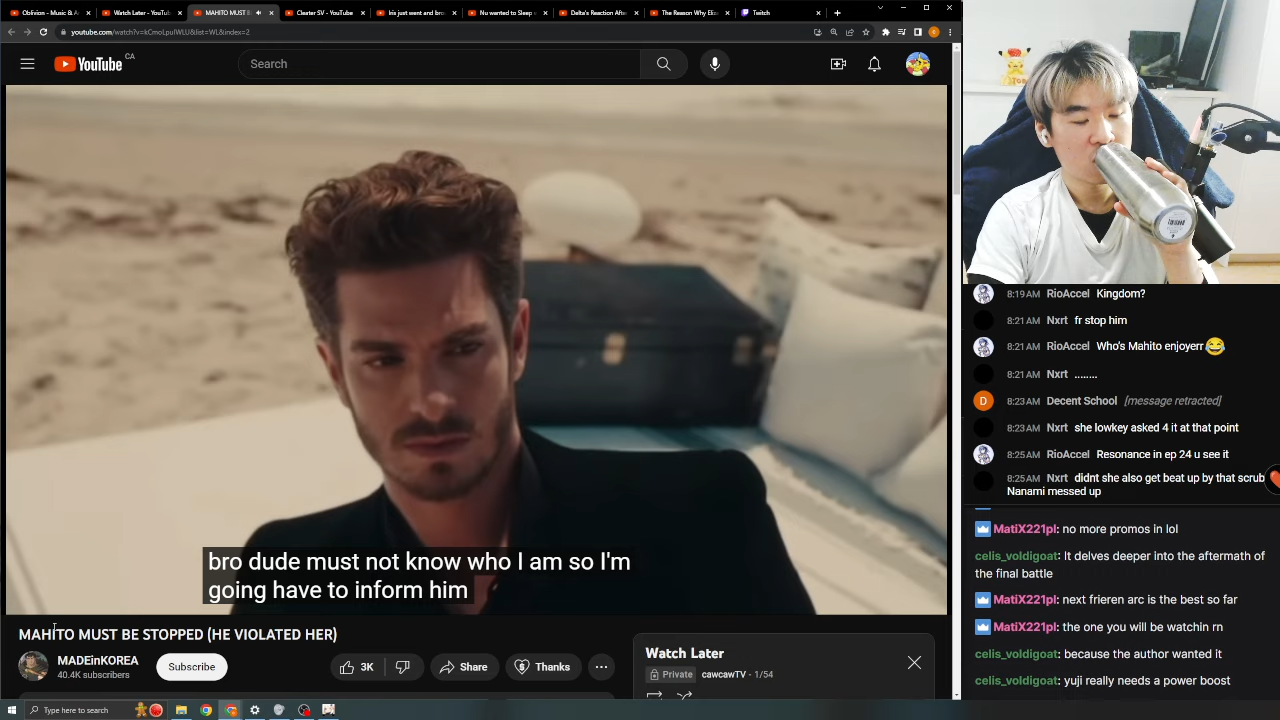 Oblivion - Music & A
Watch Later - YouTu
MAHITO MUST B
Cleater SV - YouTube
Iris just went and bro
Nu wanted to Sleep w
Delta's Reaction After
The Reason Why Eliza
Twitch
youtube.com/watch?v=kCmoLpuIWLU&list=WL&index=2
YouTube CA
Search
bro dude must not know who I am so I'm
going have to inform him
MAHITO MUST BE STOPPED (HE VIOLATED HER)
MADEinKOREA
40.4K subscribers
Subscribe
3K
Share
Thanks
Watch Later
Private cawcawTV - 1/54
Type here to search
8:19 AM RioAccel Kingdom?
8:21 AM Nxrt fr stop him
8:21 AM RioAccel Who's Mahito enjoyerr
8:21 AM Nxrt ........
D 8:23 AM Decent School [message retracted]
8:23 AM Nxrt she lowkey asked 4 it at that point
8:25 AM RioAccel Resonance in ep 24 u see it
8:25 AM Nxrt didnt she also get beat up by that scrub
Nanami messed up
MatiX221pl: no more promos in lol
celis_voldigoat: It delves deeper into the aftermath of
the final battle
MatiX221pl: next frieren arc is the best so far
MatiX221pl: the one you will be watchin rn
celis_voldigoat: because the author wanted it
celis_voldigoat: yuji really needs a power boost